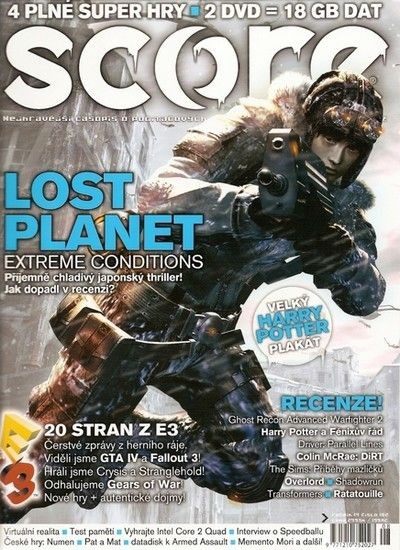 4 PLNÉ SUPER HRY ■ 2 DVD = 18 GB DAT
SCORE
Nejhravější časopis o počítačových
LOST
PLANET
EXTREME CONDITIONS
Příjemně chladivý japonský thriller!
Jak dopadl v recenzi?
VELKÝ
HARRY
POTTER
PLAKÁT
E3
20 STRAN Z E3
Čerstvé zprávy z herního ráje.
Viděli jsme GTA IV a Fallout 3!
Hráli jsme Crysis a Stranglehold!
Odhalujeme Gears of War!
Nové hry + autentické dojmy!
RECENZE!
Ghost Recon Advanced Warfighter 2
Harry Potter a Fénixův řád
Driver: Parallel Lines
Colin McRae: DiRT
The Sims: Příběhy mazlíčků
Overlord ■ Shadowrun
Transformers ■ Ratatouille
Virtuální realita ■ Test pamětí ■ Vyhrajte Intel Core 2 Quad ■ Interview o Speedballu
České hry: Numen ■ Pat a Mat ■ datadisk k Armed Assault ■ Memento Mori a další!